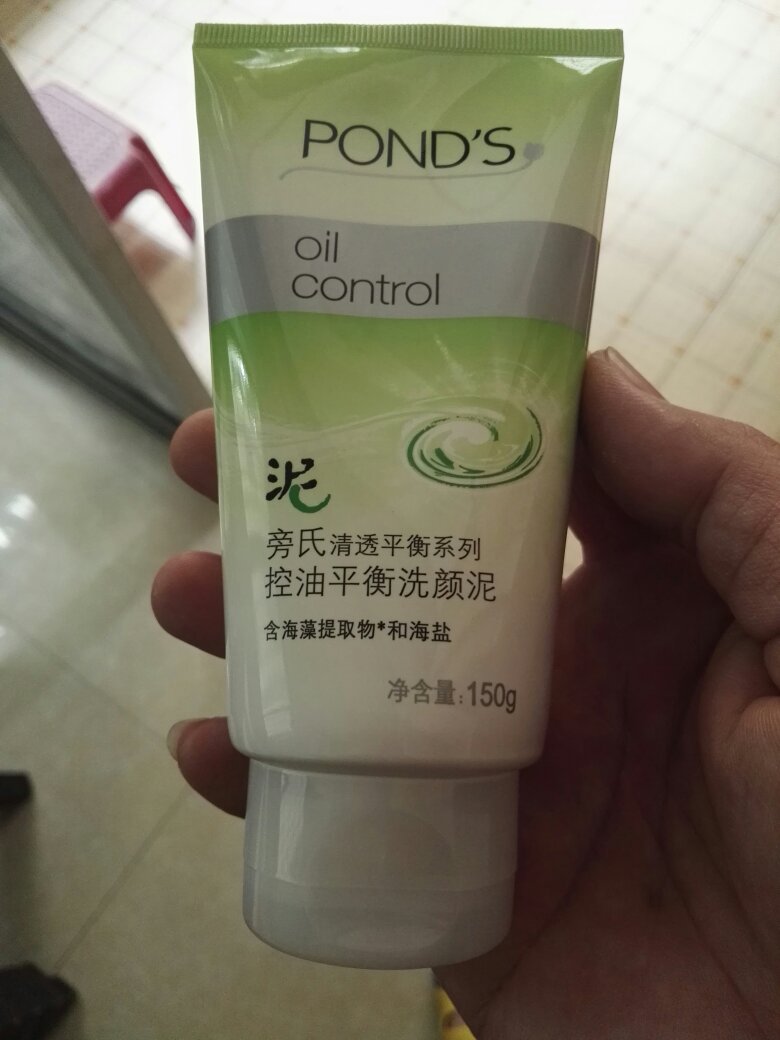 POND'S
oil
control
泥
旁氏清透平衡系列
控油平衡洗颜泥
含海藻提取物*和海盐
净含量:150g